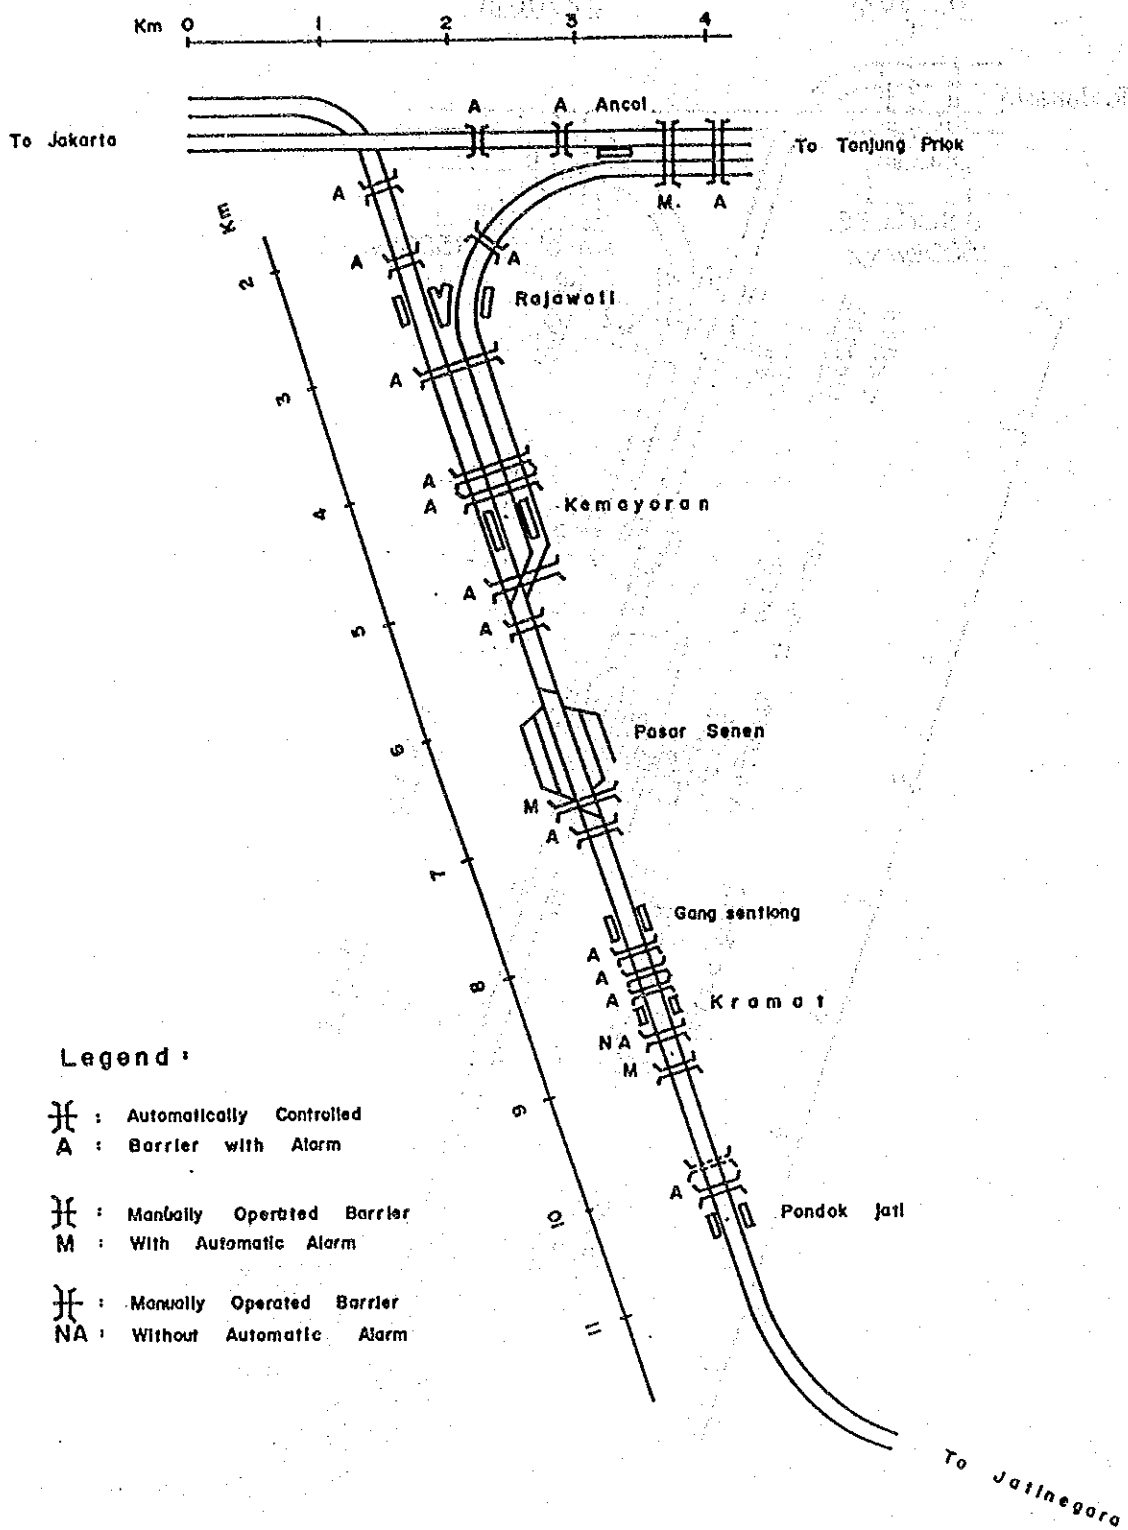 Km 0 1 2 3 4
A A Ancol
To Jakarta
To Tanjung Priok
A
M. A
Km
A
A
2
Rajawali
A
3
A
A
4
Kemayoran
A
5
A
Pasar Senen
6
M
A
7
Gang sentiong
A
A
8
A
Kramat
NA
M
9
A
10
Pondok jati
11
To Jatinegara
Legend :
: Automatically Controlled
A : Barrier with Alarm
: Manually Operated Barrier
M : With Automatic Alarm
: Manually Operated Barrier
NA : Without Automatic Alarm